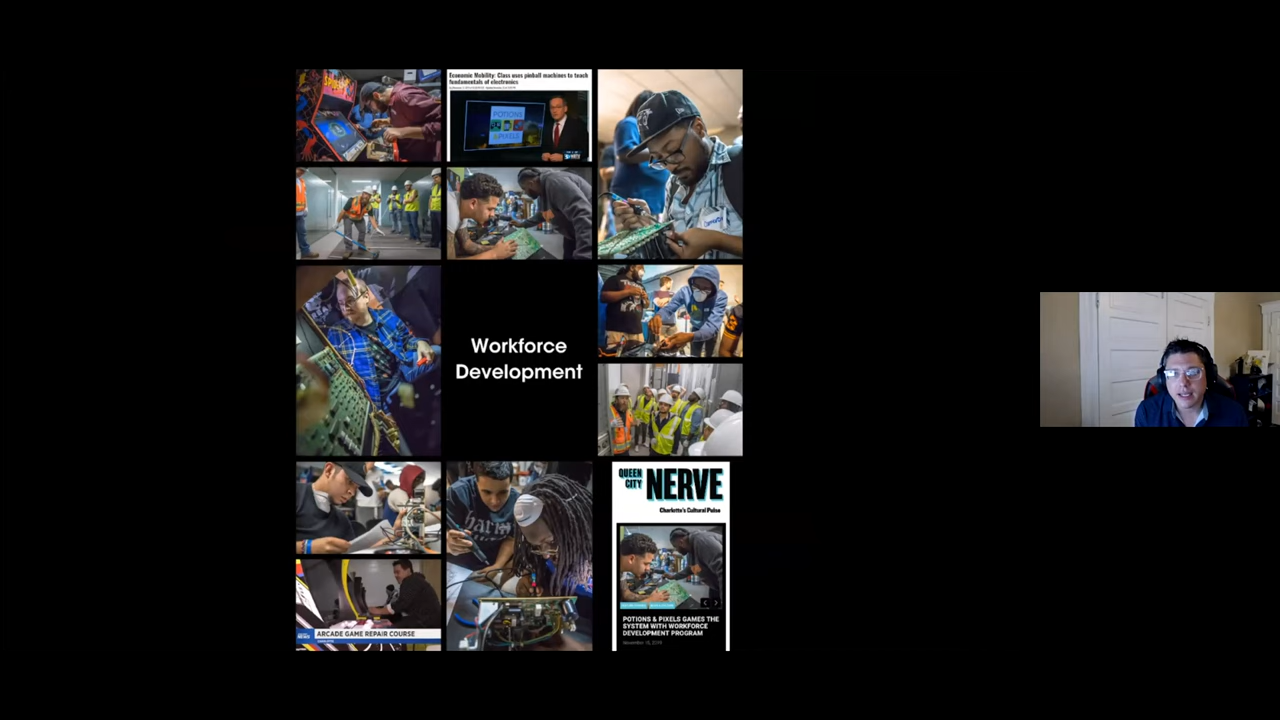 Economic Mobility: Class uses pinball machines to teach
fundamentals of electronics
POTIONS
PIXELS
Workforce
Development
QUEEN
CITY
NERVE
Charlotte's Cultural Pulse
ARCADE GAME REPAIR COURSE
POTIONS & PIXELS GAMES THE
SYSTEM WITH WORKFORCE
DEVELOPMENT PROGRAM